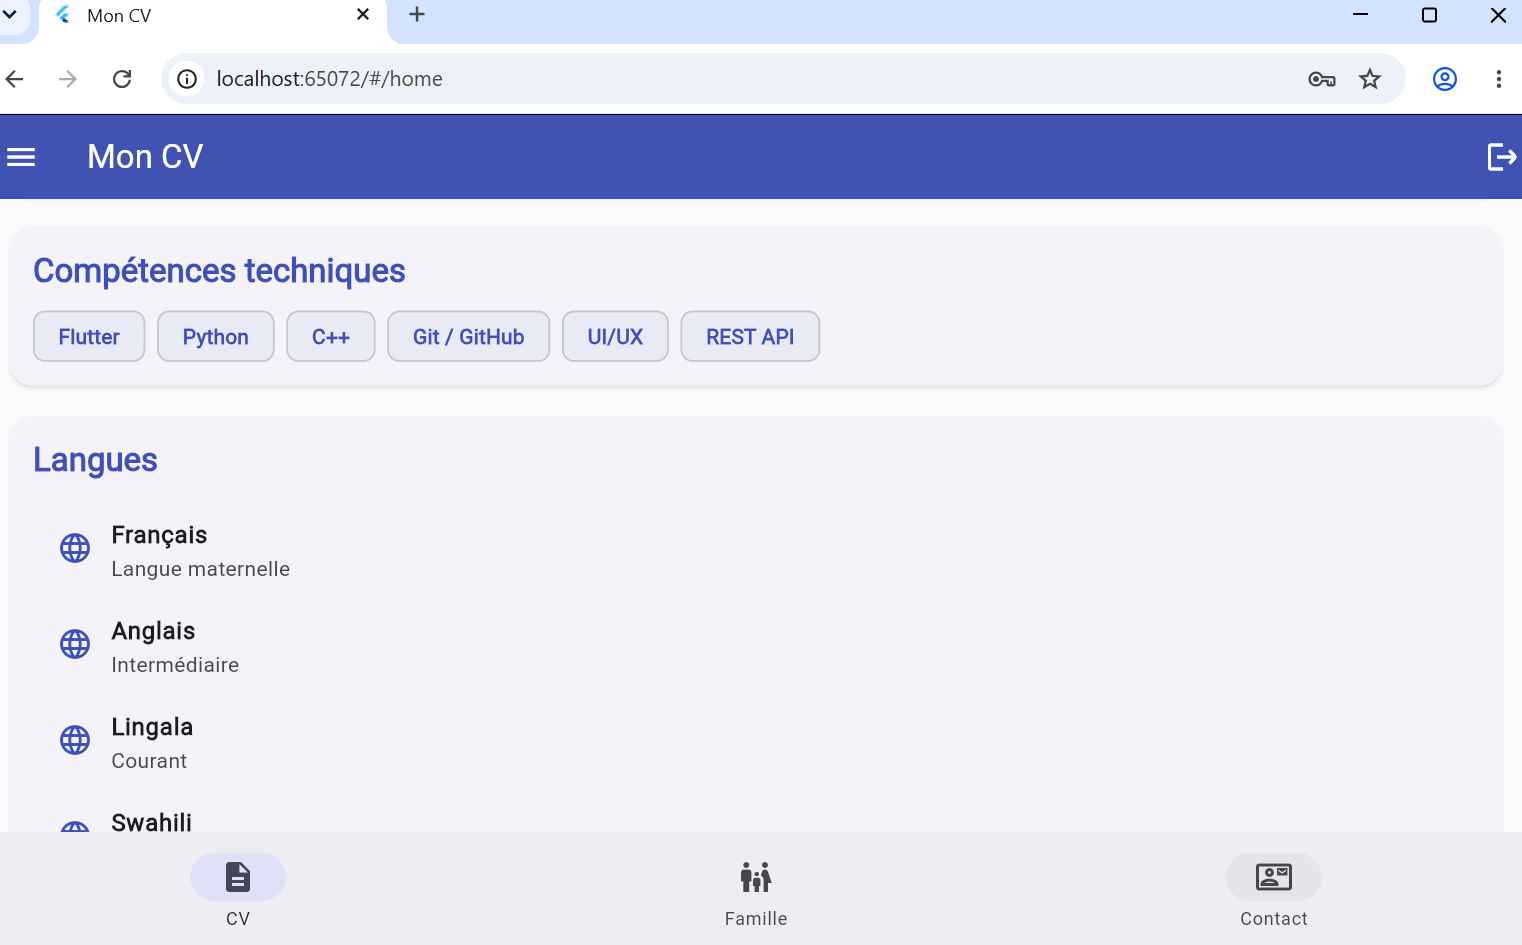 Mon CV
localhost:65072/#/home
Mon CV
Compétences techniques
Flutter Python C++ Git / GitHub UI/UX REST API
Langues
Français
Langue maternelle
Anglais
Intermédiaire
Lingala
Courant
Swahili
CV Famille Contact